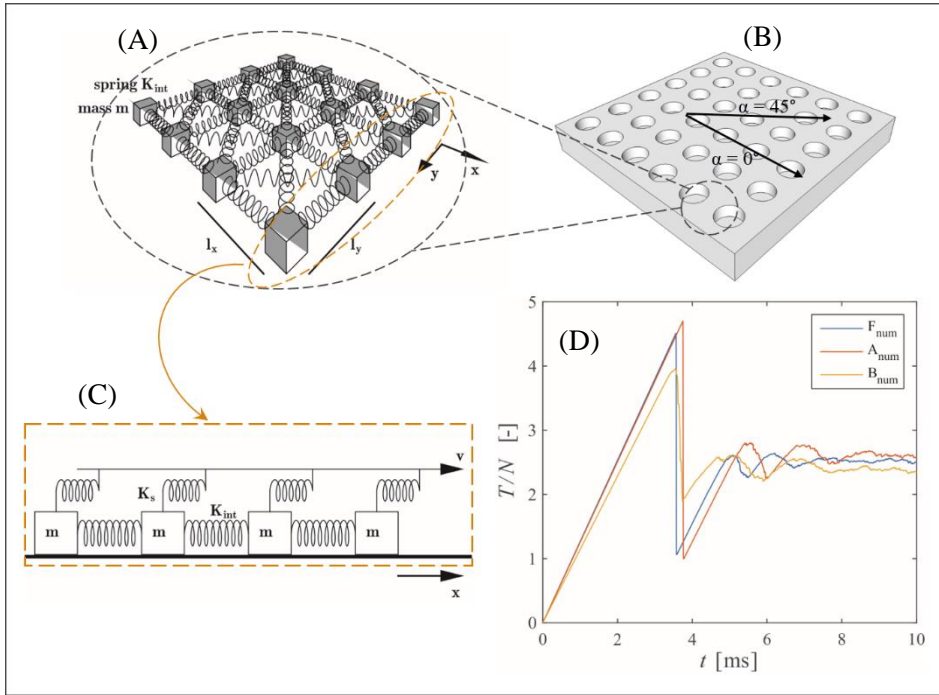 (A)
spring K_int
mass m
x
y
l_x
l_y
(B)
α = 45°
α = 0°
(C)
v
K_s
K_int
m
m
m
m
x
(D)
5
4
3
2
1
0
T/N [-]
F_num
A_num
B_num
0
2
4
6
8
10
t [ms]